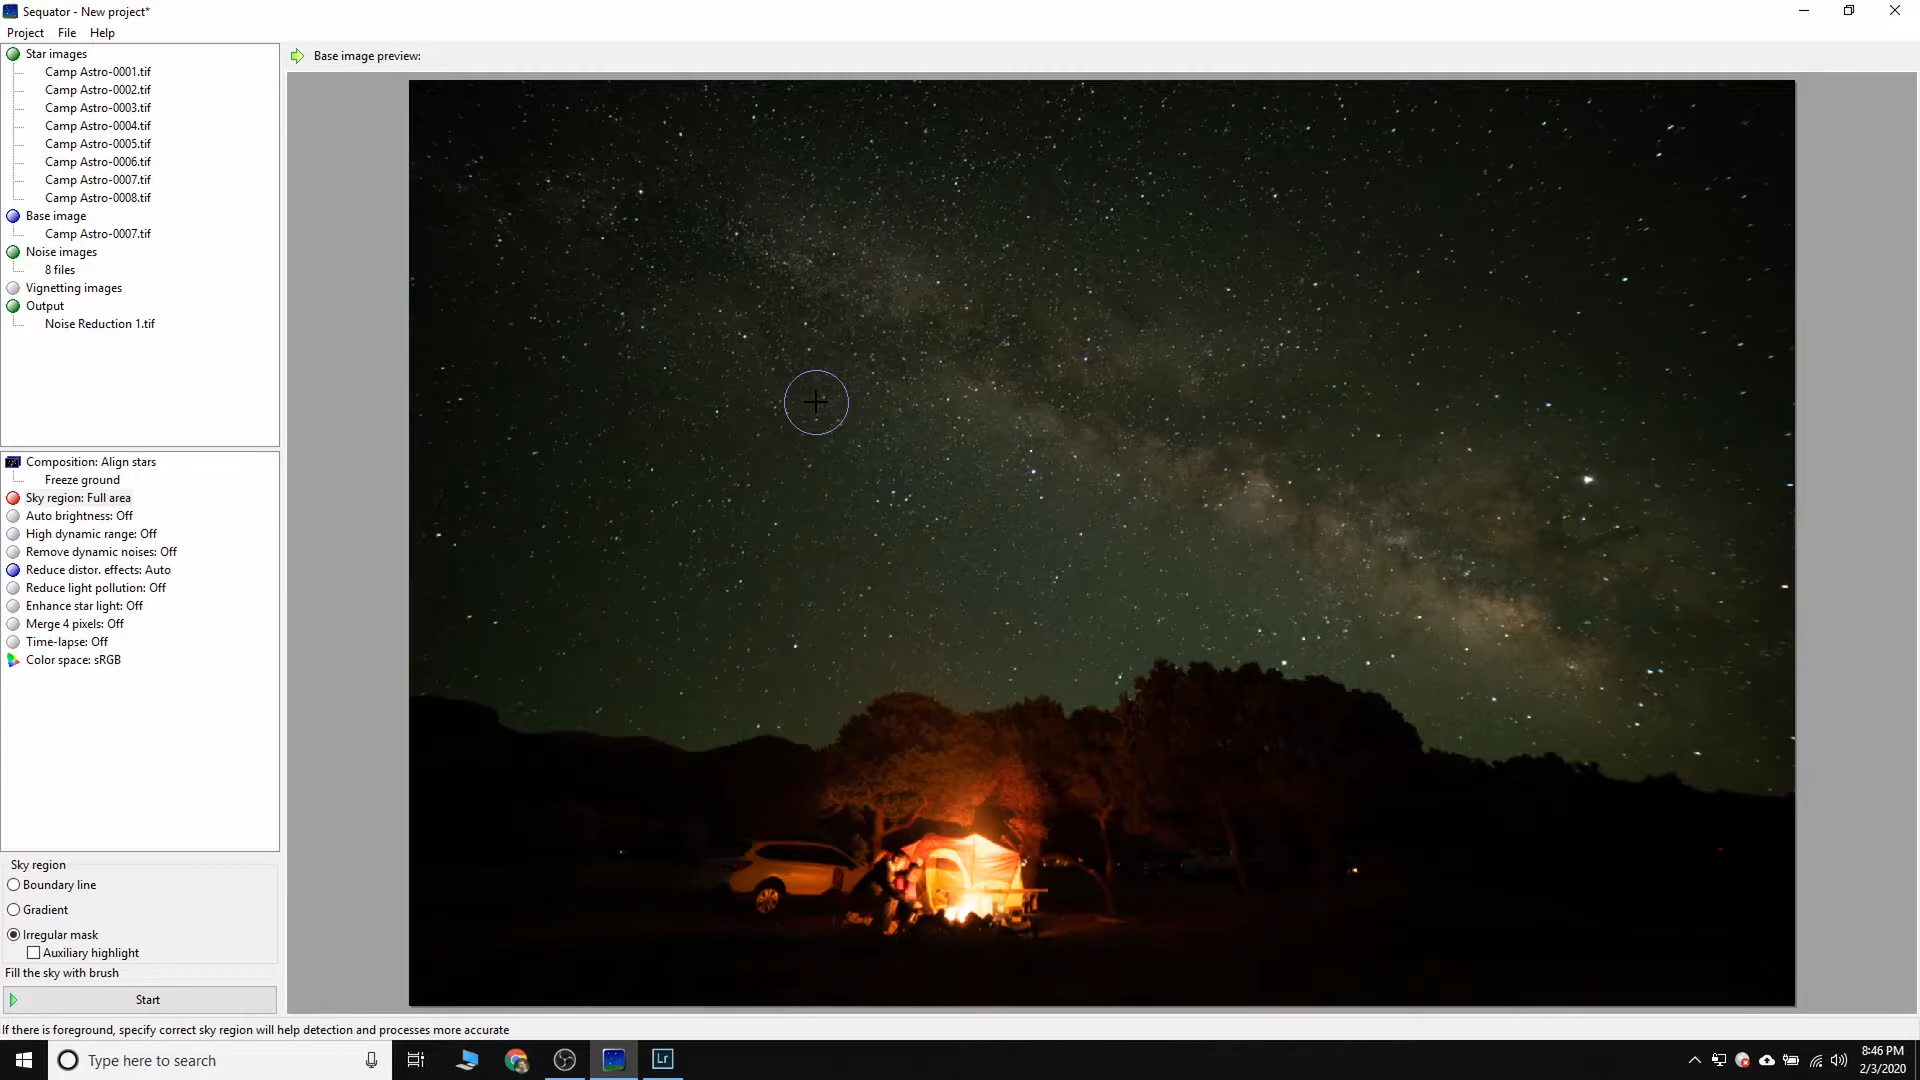 Sequator - New project*
Project File Help
Star images
Camp Astro-0001.tif
Camp Astro-0002.tif
Camp Astro-0003.tif
Camp Astro-0004.tif
Camp Astro-0005.tif
Camp Astro-0006.tif
Camp Astro-0007.tif
Camp Astro-0008.tif
Base image
Camp Astro-0007.tif
Noise images
8 files
Vignetting images
Output
Noise Reduction 1.tif
Base image preview:
Composition: Align stars
Freeze ground
Sky region: Full area
Auto brightness: Off
High dynamic range: Off
Remove dynamic noises: Off
Reduce distor. effects: Auto
Reduce light pollution: Off
Enhance star light: Off
Merge 4 pixels: Off
Time-lapse: Off
Color space: sRGB
Sky region
Boundary line
Gradient
Irregular mask
Auxiliary highlight
Fill the sky with brush
Start
If there is foreground, specify correct sky region will help detection and processes more accurate
Type here to search
Lr
8:46 PM
2/3/2020